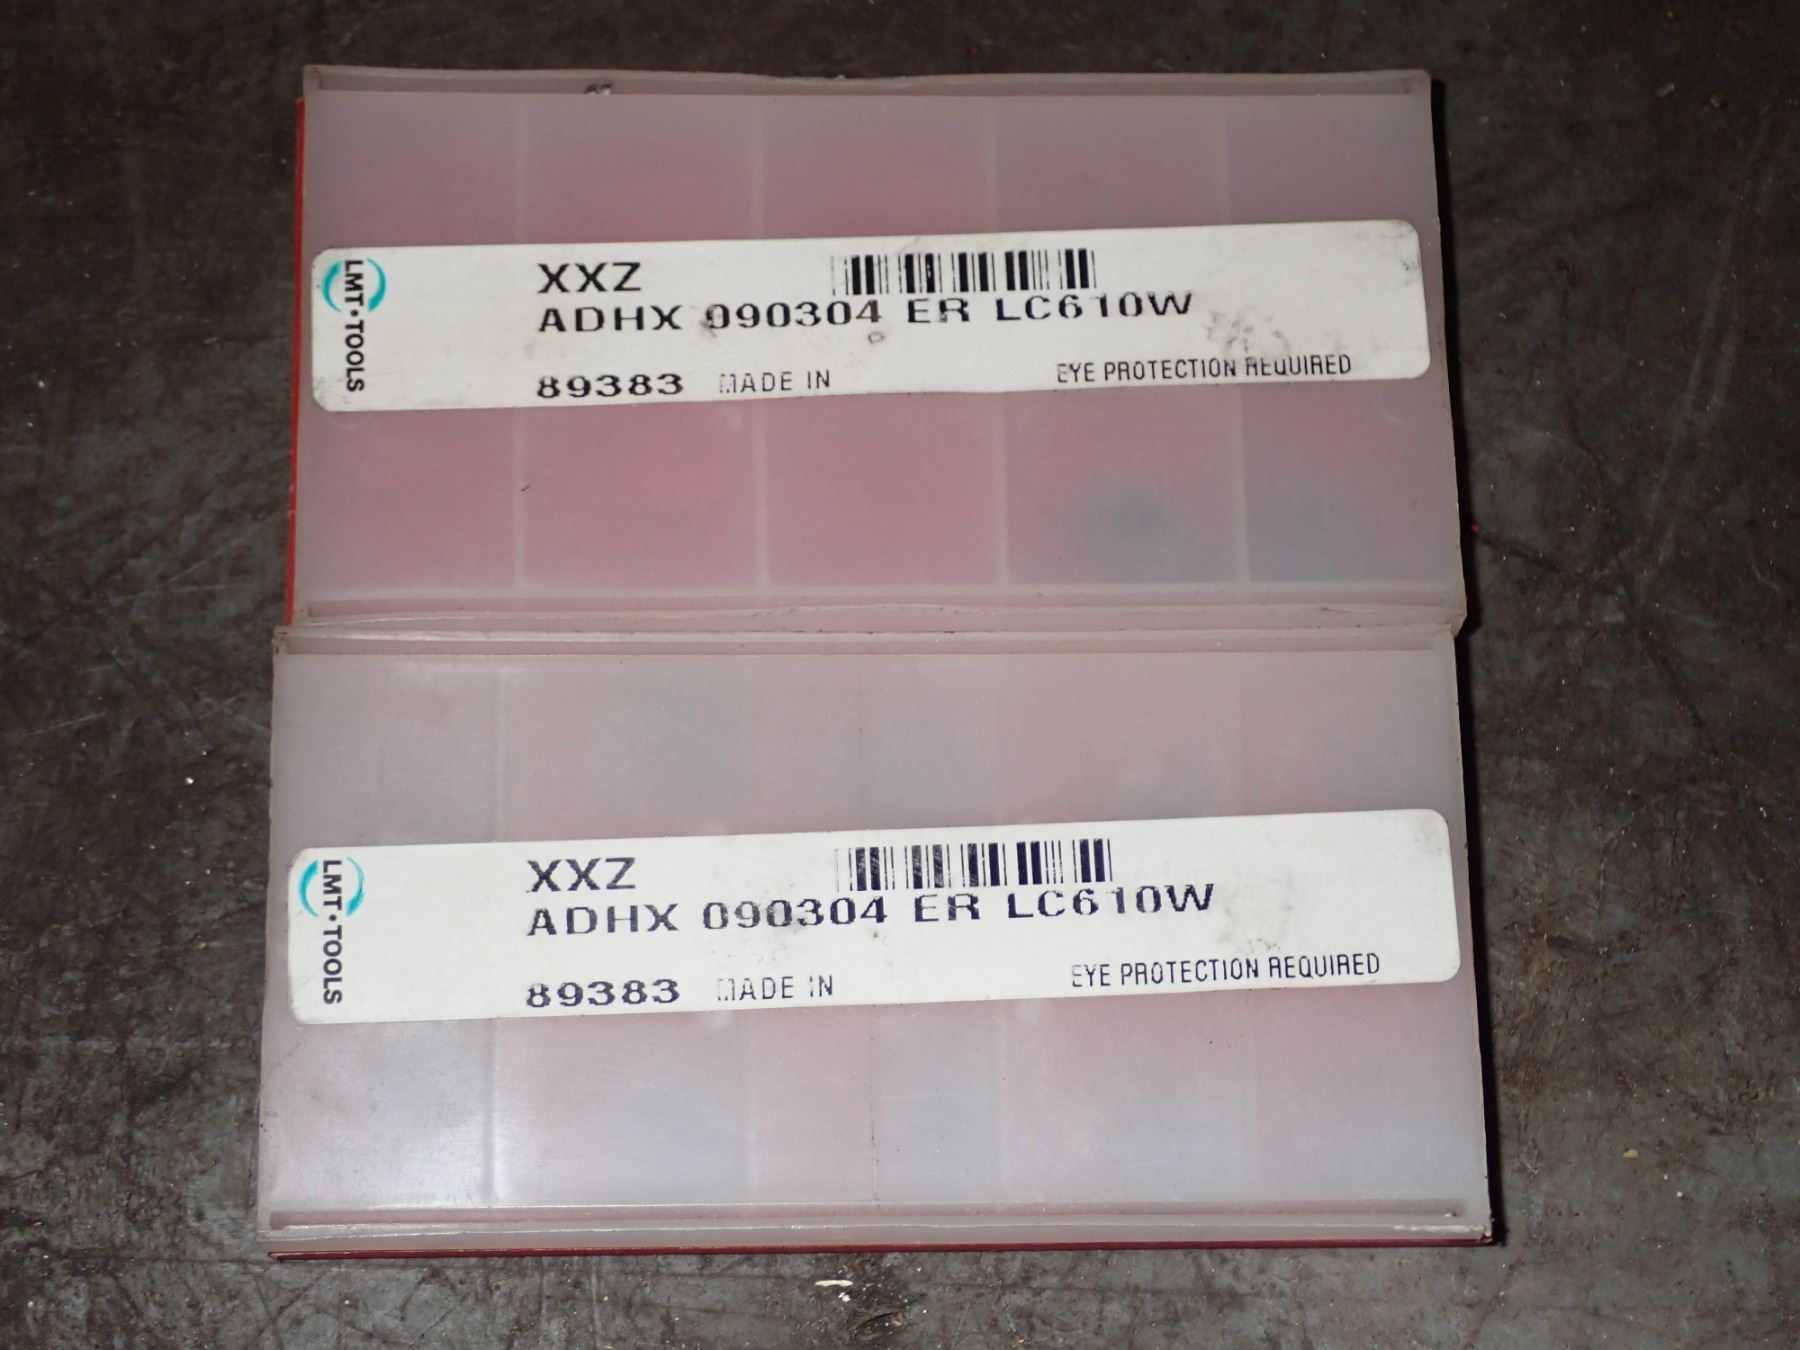 LMT•TOOLS
XXZ
ADHX 090304 ER LC610W
89383 MADE IN
EYE PROTECTION REQUIRED
LMT•TOOLS
XXZ
ADHX 090304 ER LC610W
89383 MADE IN
EYE PROTECTION REQUIRED